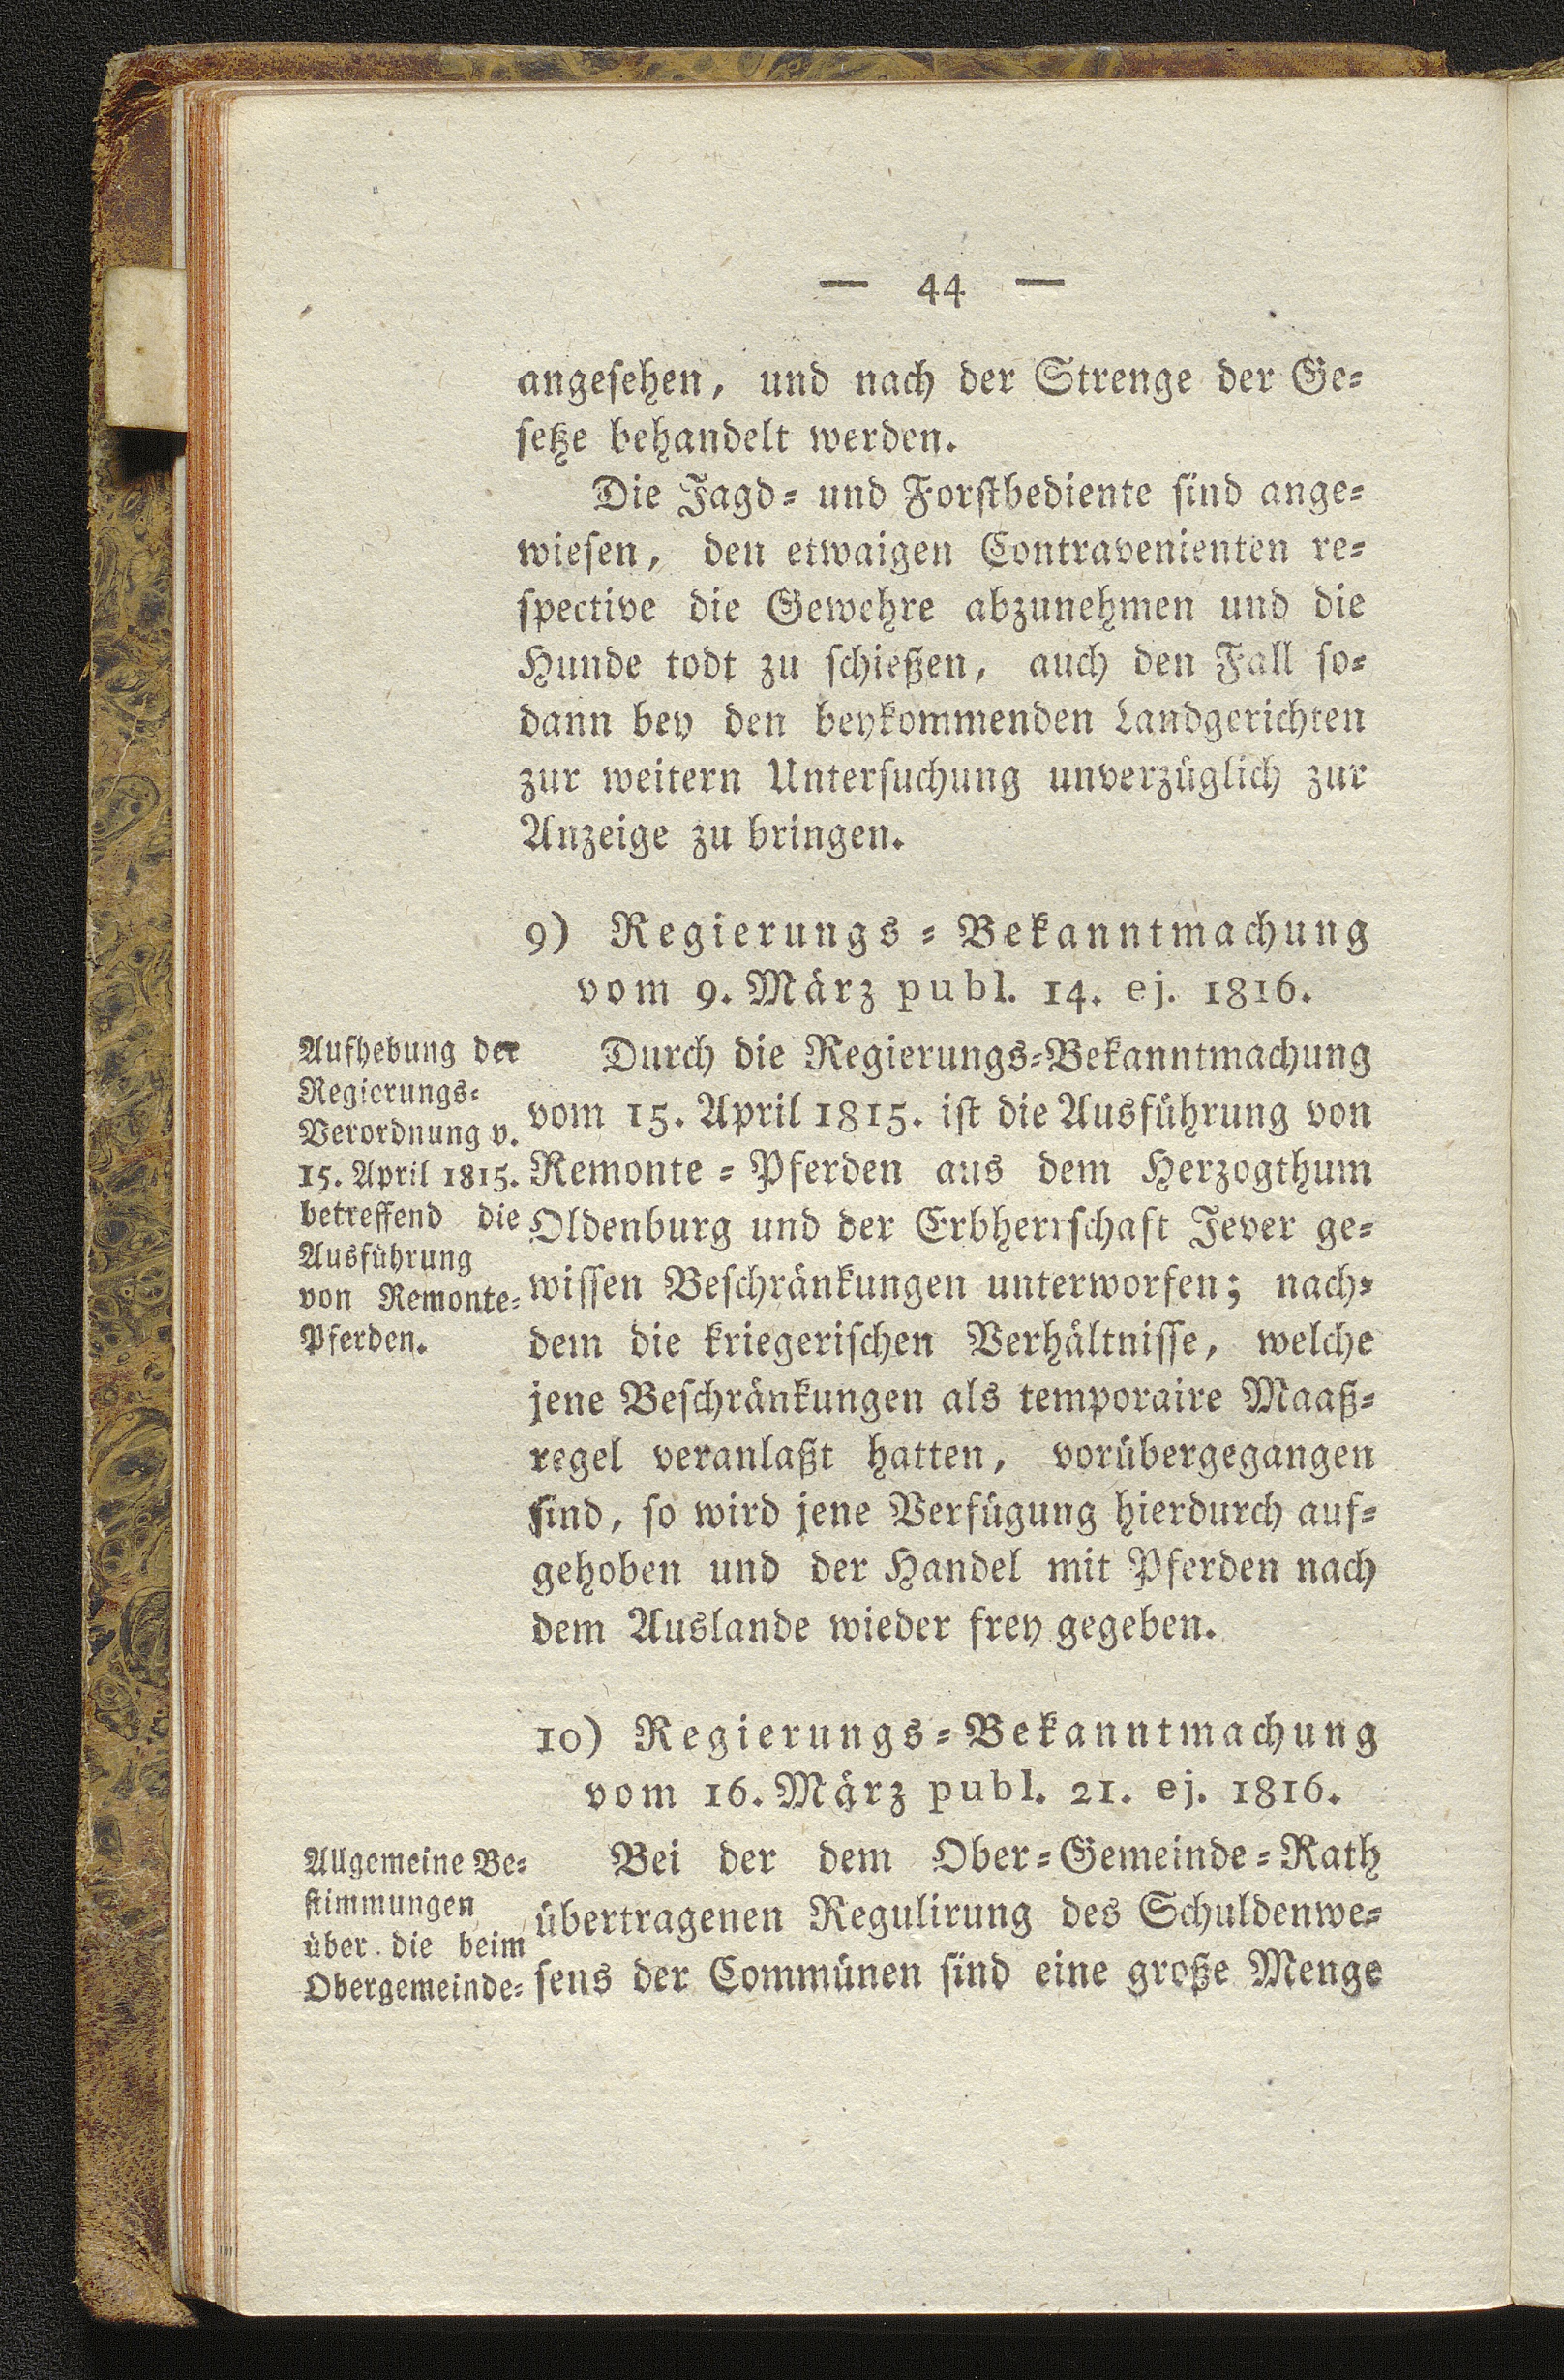 — 44 —
angesehen, und nach der Strenge der Ge=
setze behandelt werden.
Die Jagd= und Forstbediente sind ange=
wiesen, den etwaigen Contravenienten re=
spective die Gewehre abzunehmen und die
Hunde todt zu schießen, auch den Fall so=
dann bey den beykommenden Landgerichten
zur weitern Untersuchung unverzüglich zur
Anzeige zu bringen.
9) Regierungs=Bekanntmachung
vom 9. März publ. 14. ej. 1816.
Aufhebung der
Regierungs=
Verordnung v.
15. April 1815.
betreffend die
Ausführung
von Remonte=
Pferden.
Durch die Regierungs=Bekanntmachung
vom 15. April 1815. ist die Ausführung von
Remonte=Pferden aus dem Herzogthum
Oldenburg und der Erbherrschaft Jever ge=
wissen Beschränkungen unterworfen; nach=
dem die kriegerischen Verhältnisse, welche
jene Beschränkungen als temporaire Maaß=
regel veranlaßt hatten, vorübergegangen
sind, so wird jene Verfügung hierdurch auf=
gehoben und der Handel mit Pferden nach
dem Auslande wieder frey gegeben.
10) Regierungs=Bekanntmachung
vom 16. März publ. 21. ej. 1816.
Allgemeine Be=
stimmungen
über die beim
Obergemeinde=
Bei der dem Ober=Gemeinde=Rath
übertragenen Regulirung des Schuldenwe=
sens der Commünen sind eine große Menge